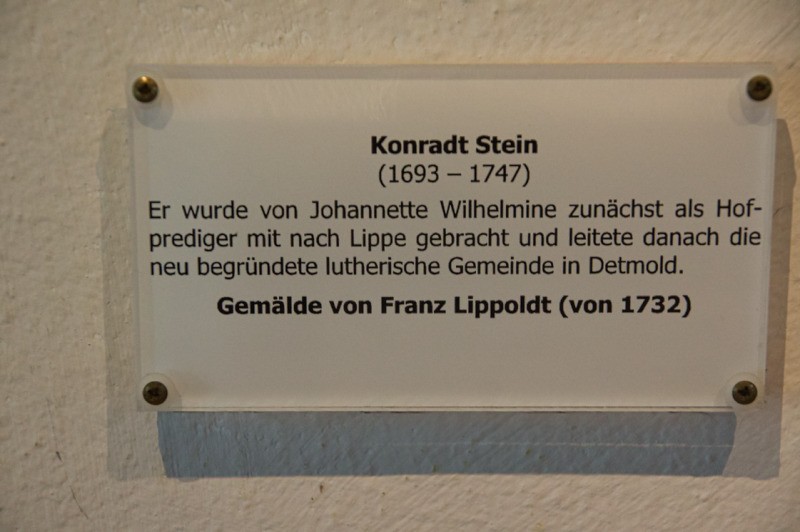 Konradt Stein
(1693 – 1747)
Er wurde von Johannette Wilhelmine zunächst als Hof-
prediger mit nach Lippe gebracht und leitete danach die
neu begründete lutherische Gemeinde in Detmold.
Gemälde von Franz Lippoldt (von 1732)